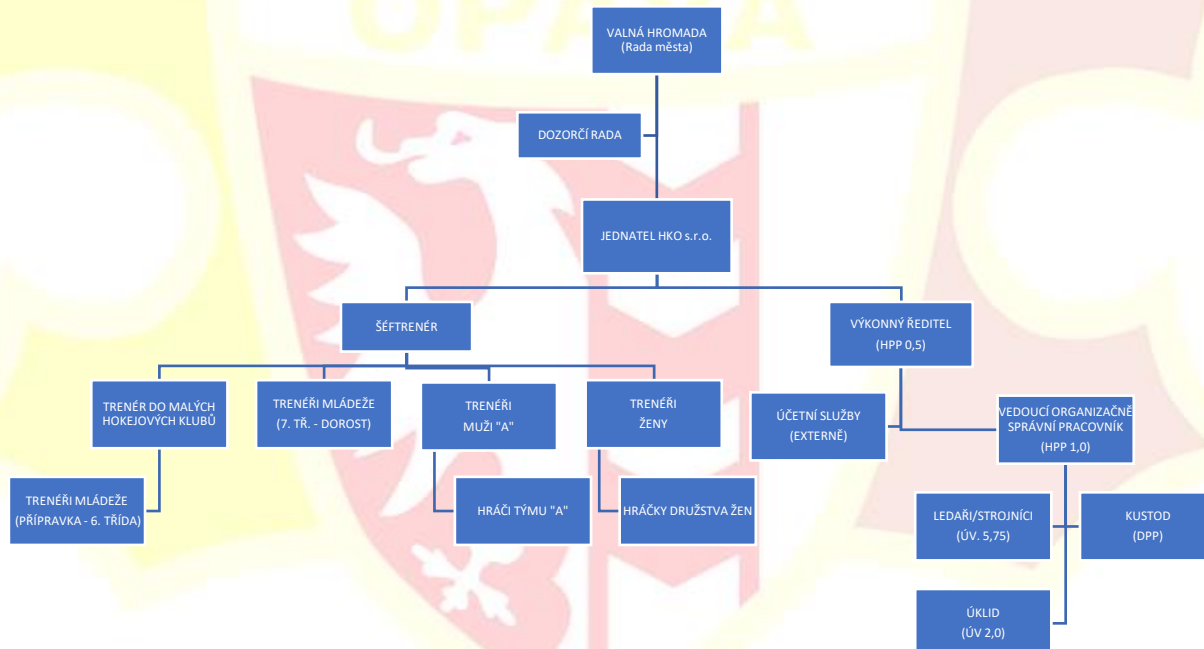 OPAVA
VALNÁ HROMADA
(Rada města)
DOZORČÍ RADA
JEDNATEL HKO s.r.o.
ŠÉFTRENÉR
VÝKONNÝ ŘEDITEL
(HPP 0,5)
TRENÉR DO MALÝCH
HOKEJOVÝCH KLUBŮ
TRENÉŘI MLÁDEŽE
(7. TŘ. - DOROST)
TRENÉŘI
MUŽI "A"
TRENÉŘI
ŽENY
ÚČETNÍ SLUŽBY
(EXTERNĚ)
VEDOUCÍ ORGANIZAČNĚ
SPRÁVNÍ PRACOVNÍK
(HPP 1,0)
TRENÉŘI MLÁDEŽE
(PŘÍPRAVKA - 6. TŘÍDA)
HRÁČI TÝMU "A"
HRÁČKY DRUŽSTVA ŽEN
LEDAŘI/STROJNÍCI
(ÚV. 5,75)
KUSTOD
(DPP)
ÚKLID
(ÚV 2,0)